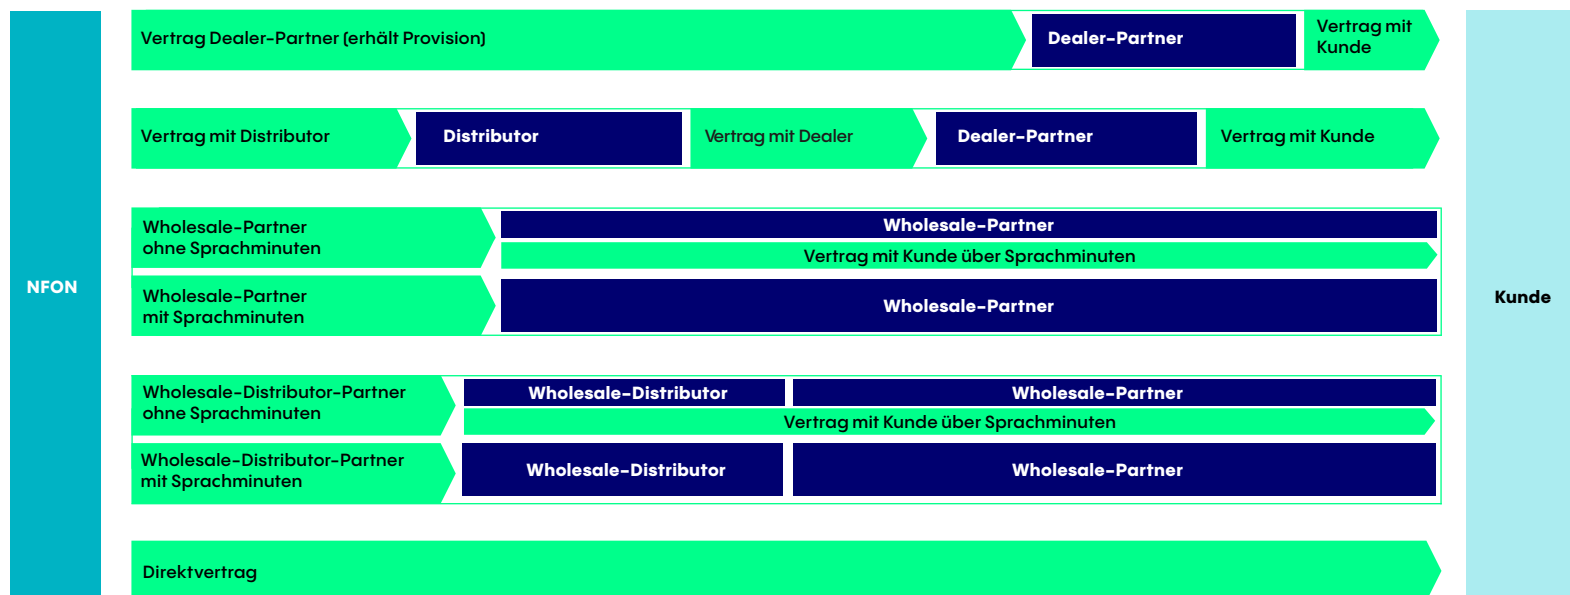 NFON
Vertrag Dealer-Partner (erhält Provision)
Dealer-Partner
Vertrag mit
Kunde
Vertrag mit Distributor
Distributor
Vertrag mit Dealer
Dealer-Partner
Vertrag mit Kunde
Wholesale-Partner
ohne Sprachminuten
Wholesale-Partner
Vertrag mit Kunde über Sprachminuten
Wholesale-Partner
mit Sprachminuten
Wholesale-Partner
Wholesale-Distributor-Partner
ohne Sprachminuten
Wholesale-Distributor
Wholesale-Partner
Vertrag mit Kunde über Sprachminuten
Wholesale-Distributor-Partner
mit Sprachminuten
Wholesale-Distributor
Wholesale-Partner
Direktvertrag
Kunde